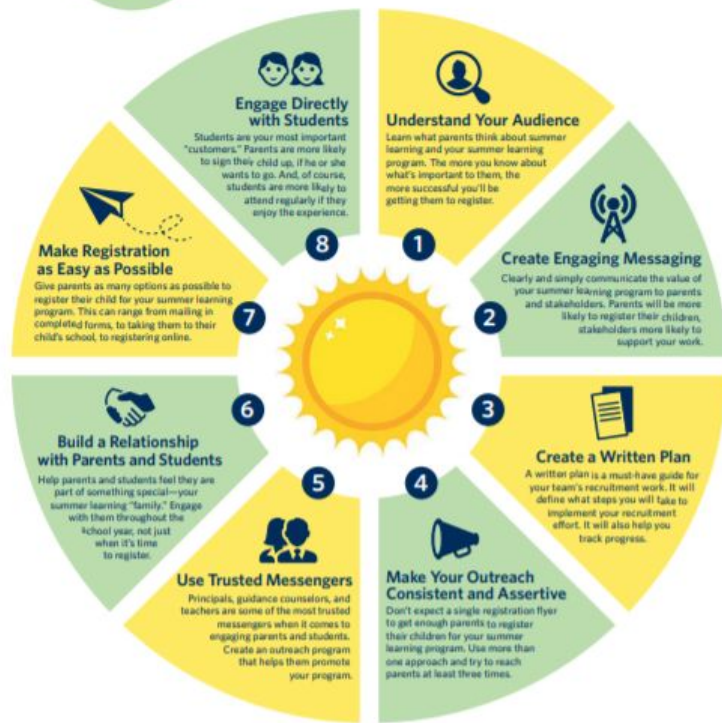 1
Understand Your Audience
Learn what parents think about summer
learning and your summer learning
program. The more you know about
what's important to them, the
more successful you'll be
getting them to register.
2
Create Engaging Messaging
Clearly and simply communicate the value of
your summer learning program to parents
and stakeholders. Parents will be more
likely to register their children,
stakeholders more likely to
support your work.
3
Create a Written Plan
A written plan is a must-have guide for
your team's recruitment work. It will
define what steps you will take to
implement your recruitment
effort. It will also help you
track progress.
4
Make Your Outreach
Consistent and Assertive
Don't expect a single registration flyer
to get enough parents to register
their children for your summer
learning program. Use more than
one approach and try to reach
parents at least three times.
5
Use Trusted Messengers
Principals, guidance counselors, and
teachers are some of the most trusted
messengers when it comes to
engaging parents and students.
Create an outreach program
that helps them promote
your program.
6
Build a Relationship
with Parents and Students
Help parents and students feel they are
part of something special—your
summer learning "family." Engage
with them throughout the
school year, not just
when it's time
to register.
7
Make Registration
as Easy as Possible
Give parents as many options as possible to
register their child for your summer learning
program. This can range from mailing in
completed forms, to taking them to their
child's school, to registering online.
8
Engage Directly
with Students
Students are your most important
"customers." Parents are more likely
to sign their child up, if he or she
wants to go. And, of course,
students are more likely to
attend regularly if they
enjoy the experience.